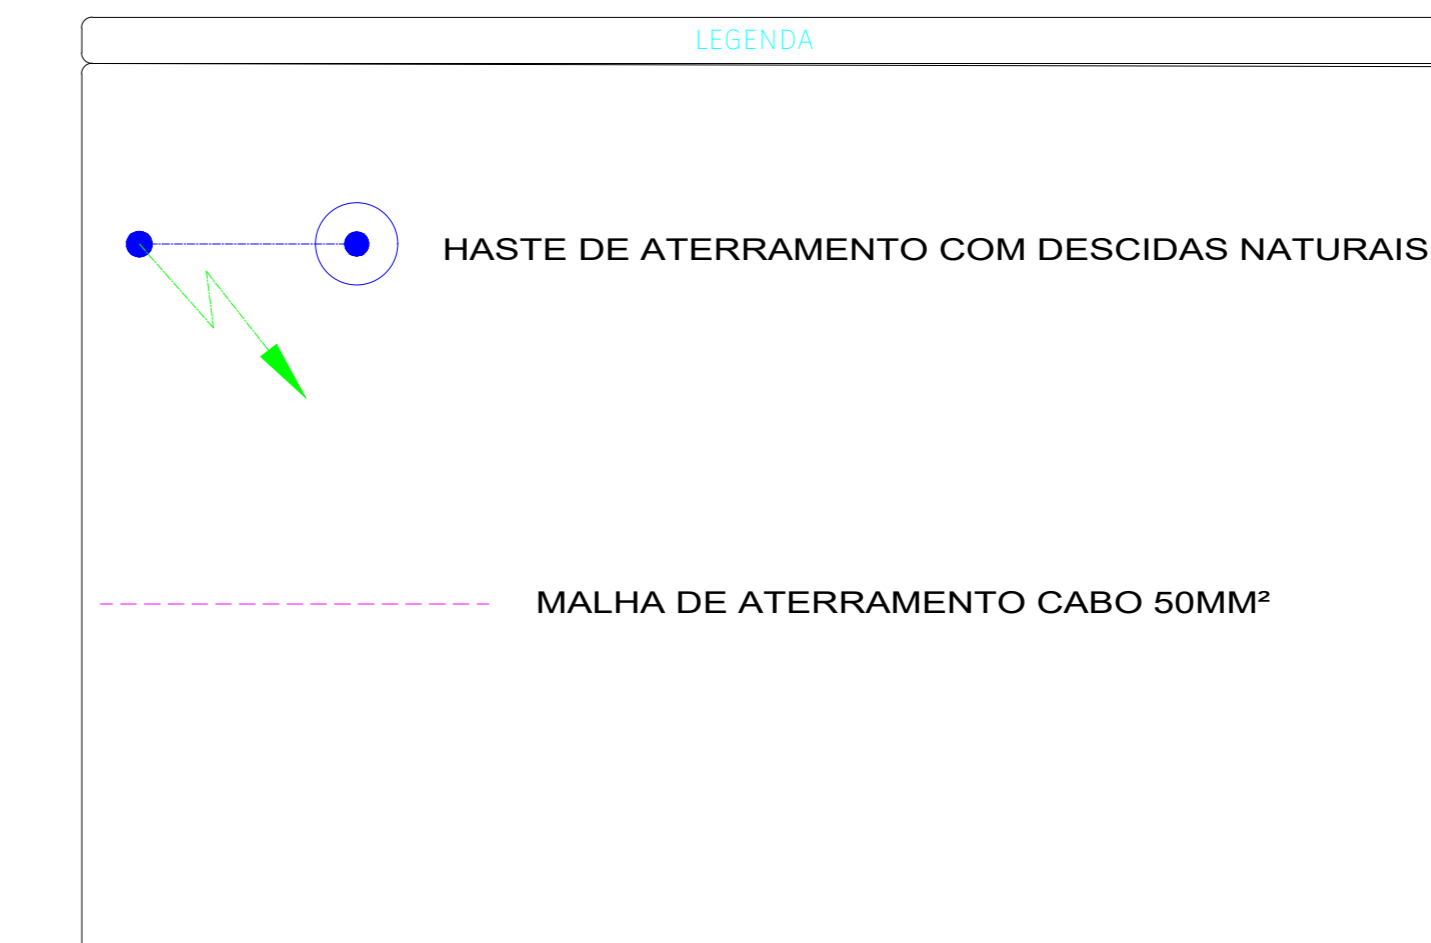 LEGENDA
HASTE DE ATERRAMENTO COM DESCIDAS NATURAIS
MALHA DE ATERRAMENTO CABO 50MM²